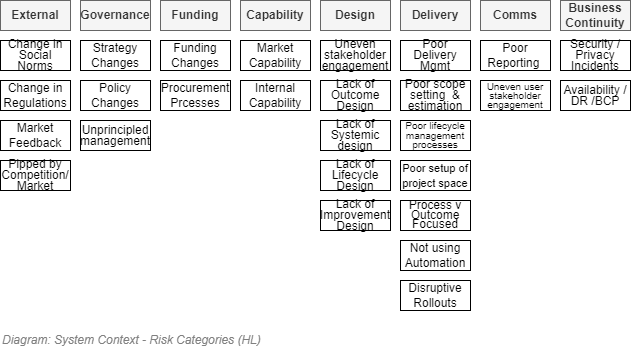 External
Governance
Funding
Capability
Design
Delivery
Comms
Business
Continuity
Change in
Social
Norms
Strategy
Changes
Funding
Changes
Market
Capability
Uneven
stakeholder
engagement
Poor
Delivery
Mgmt
Poor
Reporting
Security /
Privacy
Incidents
Change in
Regulations
Policy
Changes
Procurement
Prcesses
Internal
Capability
Lack of
Outcome
Design
Poor scope
setting &
estimation
Uneven user
stakeholder
engagement
Availability /
DR /BCP
Market
Feedback
Unprincipled
management
Lack of
Systemic
design
Poor lifecycle
management
processes
Pipped by
Competition/
Market
Lack of
Lifecycle
Design
Poor setup of
project space
Lack of
Improvement
Design
Process v
Outcome
Focused
Not using
Automation
Disruptive
Rollouts
Diagram: System Context - Risk Categories (HL)